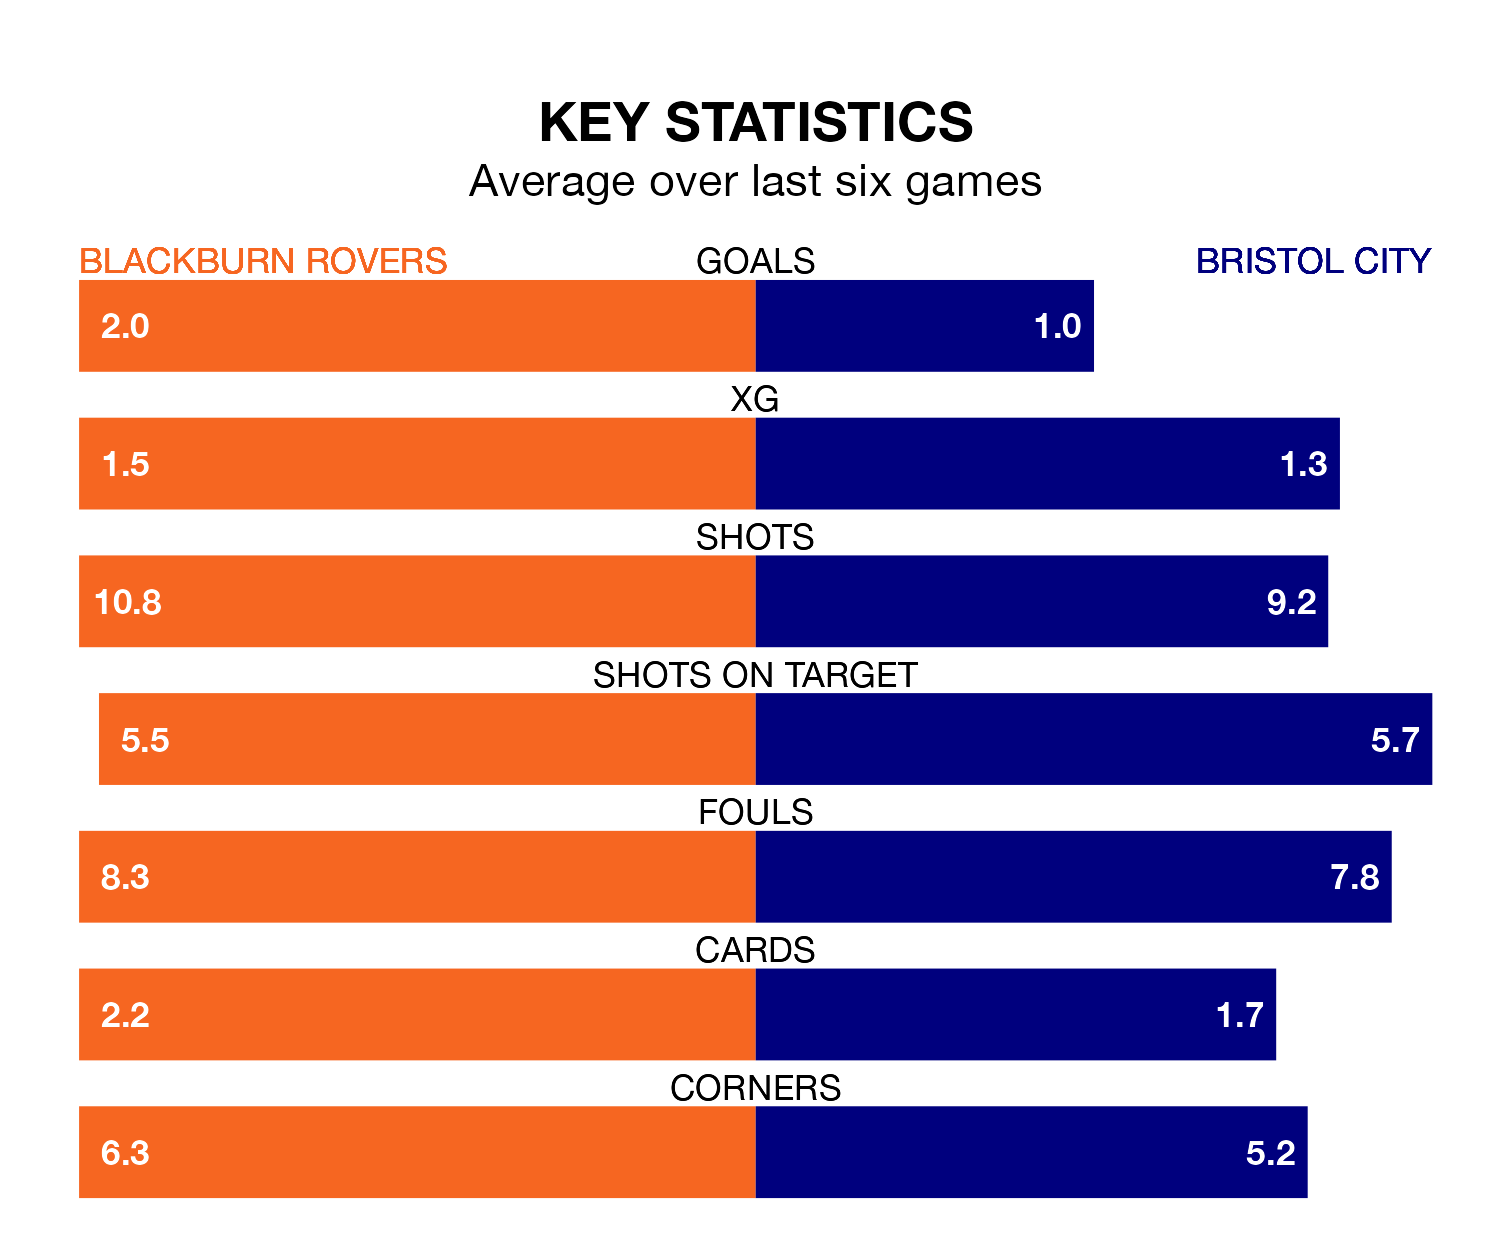 KEY STATISTICS
Average over last six games
BLACKBURN ROVERS GOALS BRISTOL CITY
2.0 1.0
XG
1.5 1.3
SHOTS
10.8 9.2
SHOTS ON TARGET
5.5 5.7
FOULS
8.3 7.8
CARDS
2.2 1.7
CORNERS
6.3 5.2